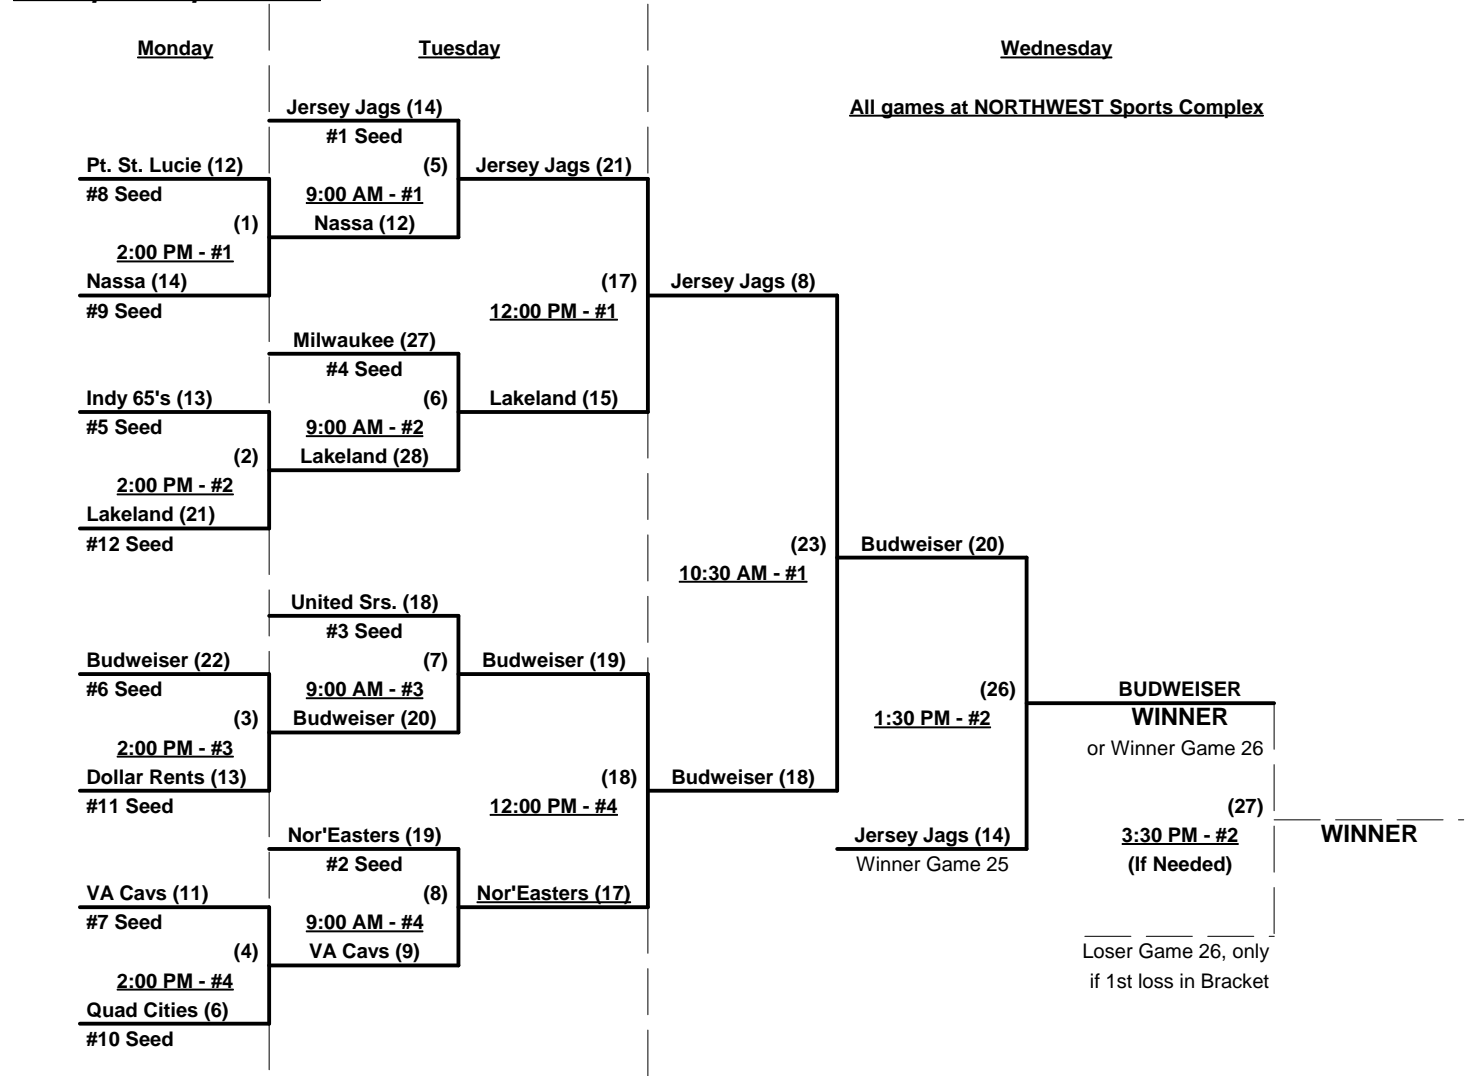 Monday
Tuesday
Wednesday
Jersey Jags (14)
All games at NORTHWEST Sports Complex
#1 Seed
Pt. St. Lucie (12)
(5)
Jersey Jags (21)
#8 Seed
9:00 AM - #1
(1)
Nassa (12)
2:00 PM - #1
Nassa (14)
(17)
Jersey Jags (8)
#9 Seed
12:00 PM - #1
Milwaukee (27)
#4 Seed
Indy 65's (13)
(6)
Lakeland (15)
#5 Seed
9:00 AM - #2
(2)
Lakeland (28)
2:00 PM - #2
Lakeland (21)
#12 Seed
(23)
Budweiser (20)
10:30 AM - #1
United Srs. (18)
#3 Seed
Budweiser (22)
(7)
Budweiser (19)
#6 Seed
9:00 AM - #3
(26)
BUDWEISER
(3)
Budweiser (20)
1:30 PM - #2
WINNER
2:00 PM - #3
or Winner Game 26
Dollar Rents (13)
(18)
Budweiser (18)
#11 Seed
12:00 PM - #4
(27)
Nor'Easters (19)
Jersey Jags (14)
3:30 PM - #2
WINNER
#2 Seed
Winner Game 25
(If Needed)
VA Cavs (11)
(8)
Nor'Easters (17)
#7 Seed
9:00 AM - #4
(4)
VA Cavs (9)
Loser Game 26, only
2:00 PM - #4
if 1st loss in Bracket
Quad Cities (6)
#10 Seed